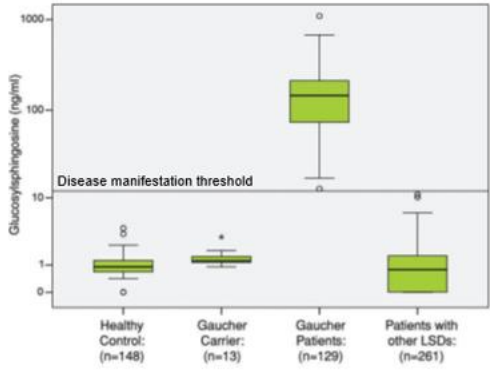 Glucosylsphingosine (ng/ml)
1000
100
Disease manifestation threshold
10
1
0
Healthy
Control:
(n=148)
Gaucher
Carrier:
(n=13)
Gaucher
Patients:
(n=129)
Patients with
other LSDs:
(n=261)